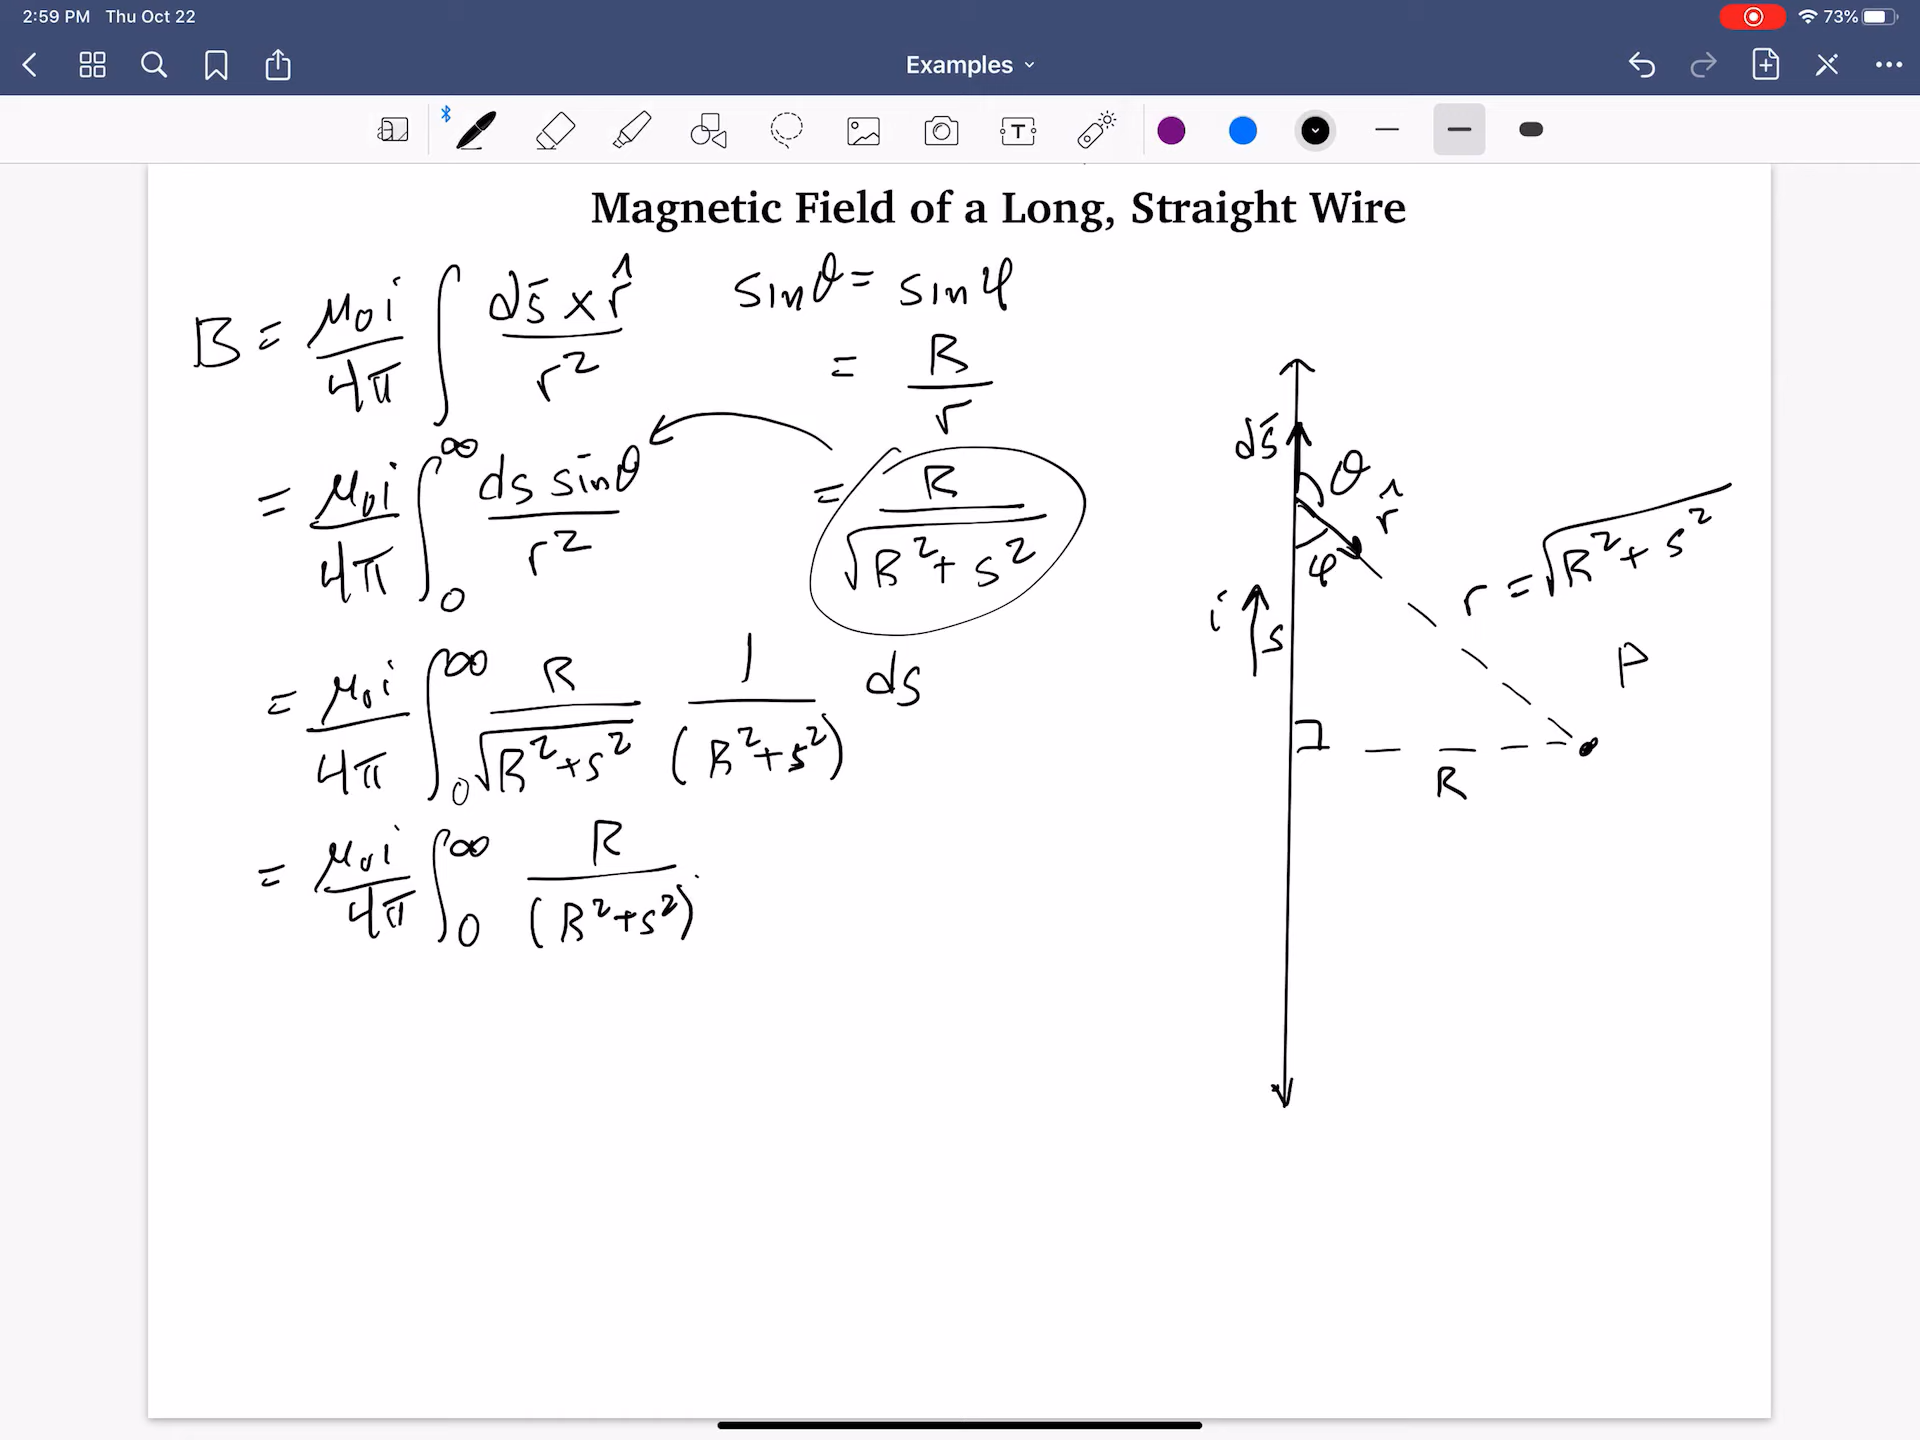 2:59 PM Thu Oct 22
73%
Examples
T
Magnetic Field of a Long, Straight Wire
B = μ₀i/4π ∫ ds⃗ × r̂ / r²
sinθ = sinφ
= R/r
= μ₀i/4π ∫₀^∞ ds sinθ / r²
= R/√(R²+s²)
= μ₀i/4π ∫₀^∞ R/√(R²+s²) 1/(R²+s²) ds
= μ₀i/4π ∫₀^∞ R/(R²+s²)
ds⃗
θ
r̂
φ
r = √(R²+s²)
i
s
P
R